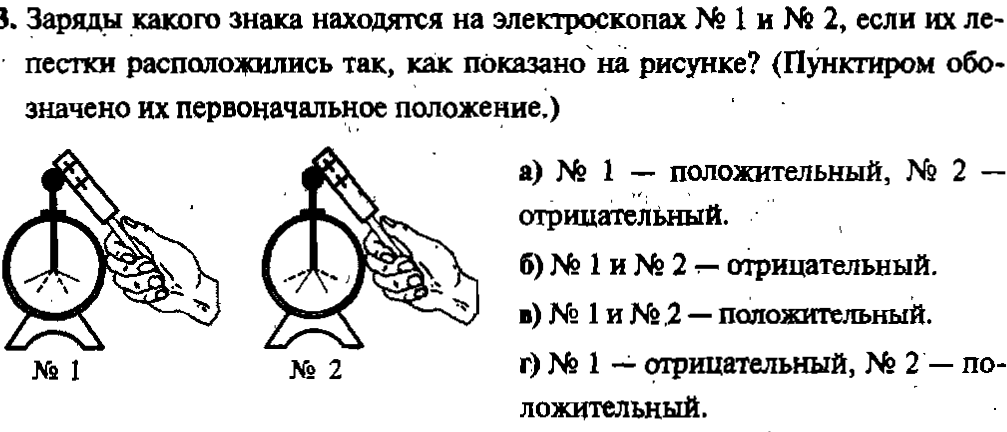 3. Заряды какого знака находятся на электроскопах № 1 и № 2, если их ле-
пестки расположились так, как показано на рисунке? (Пунктиром обо-
значено их первоначальное положение.)
а) № 1 — положительный, № 2 —
отрицательный.
б) № 1 и № 2 — отрицательный.
в) № 1 и № 2 — положительный.
г) № 1 — отрицательный, № 2 — по-
ложительный.
№ 1
№ 2